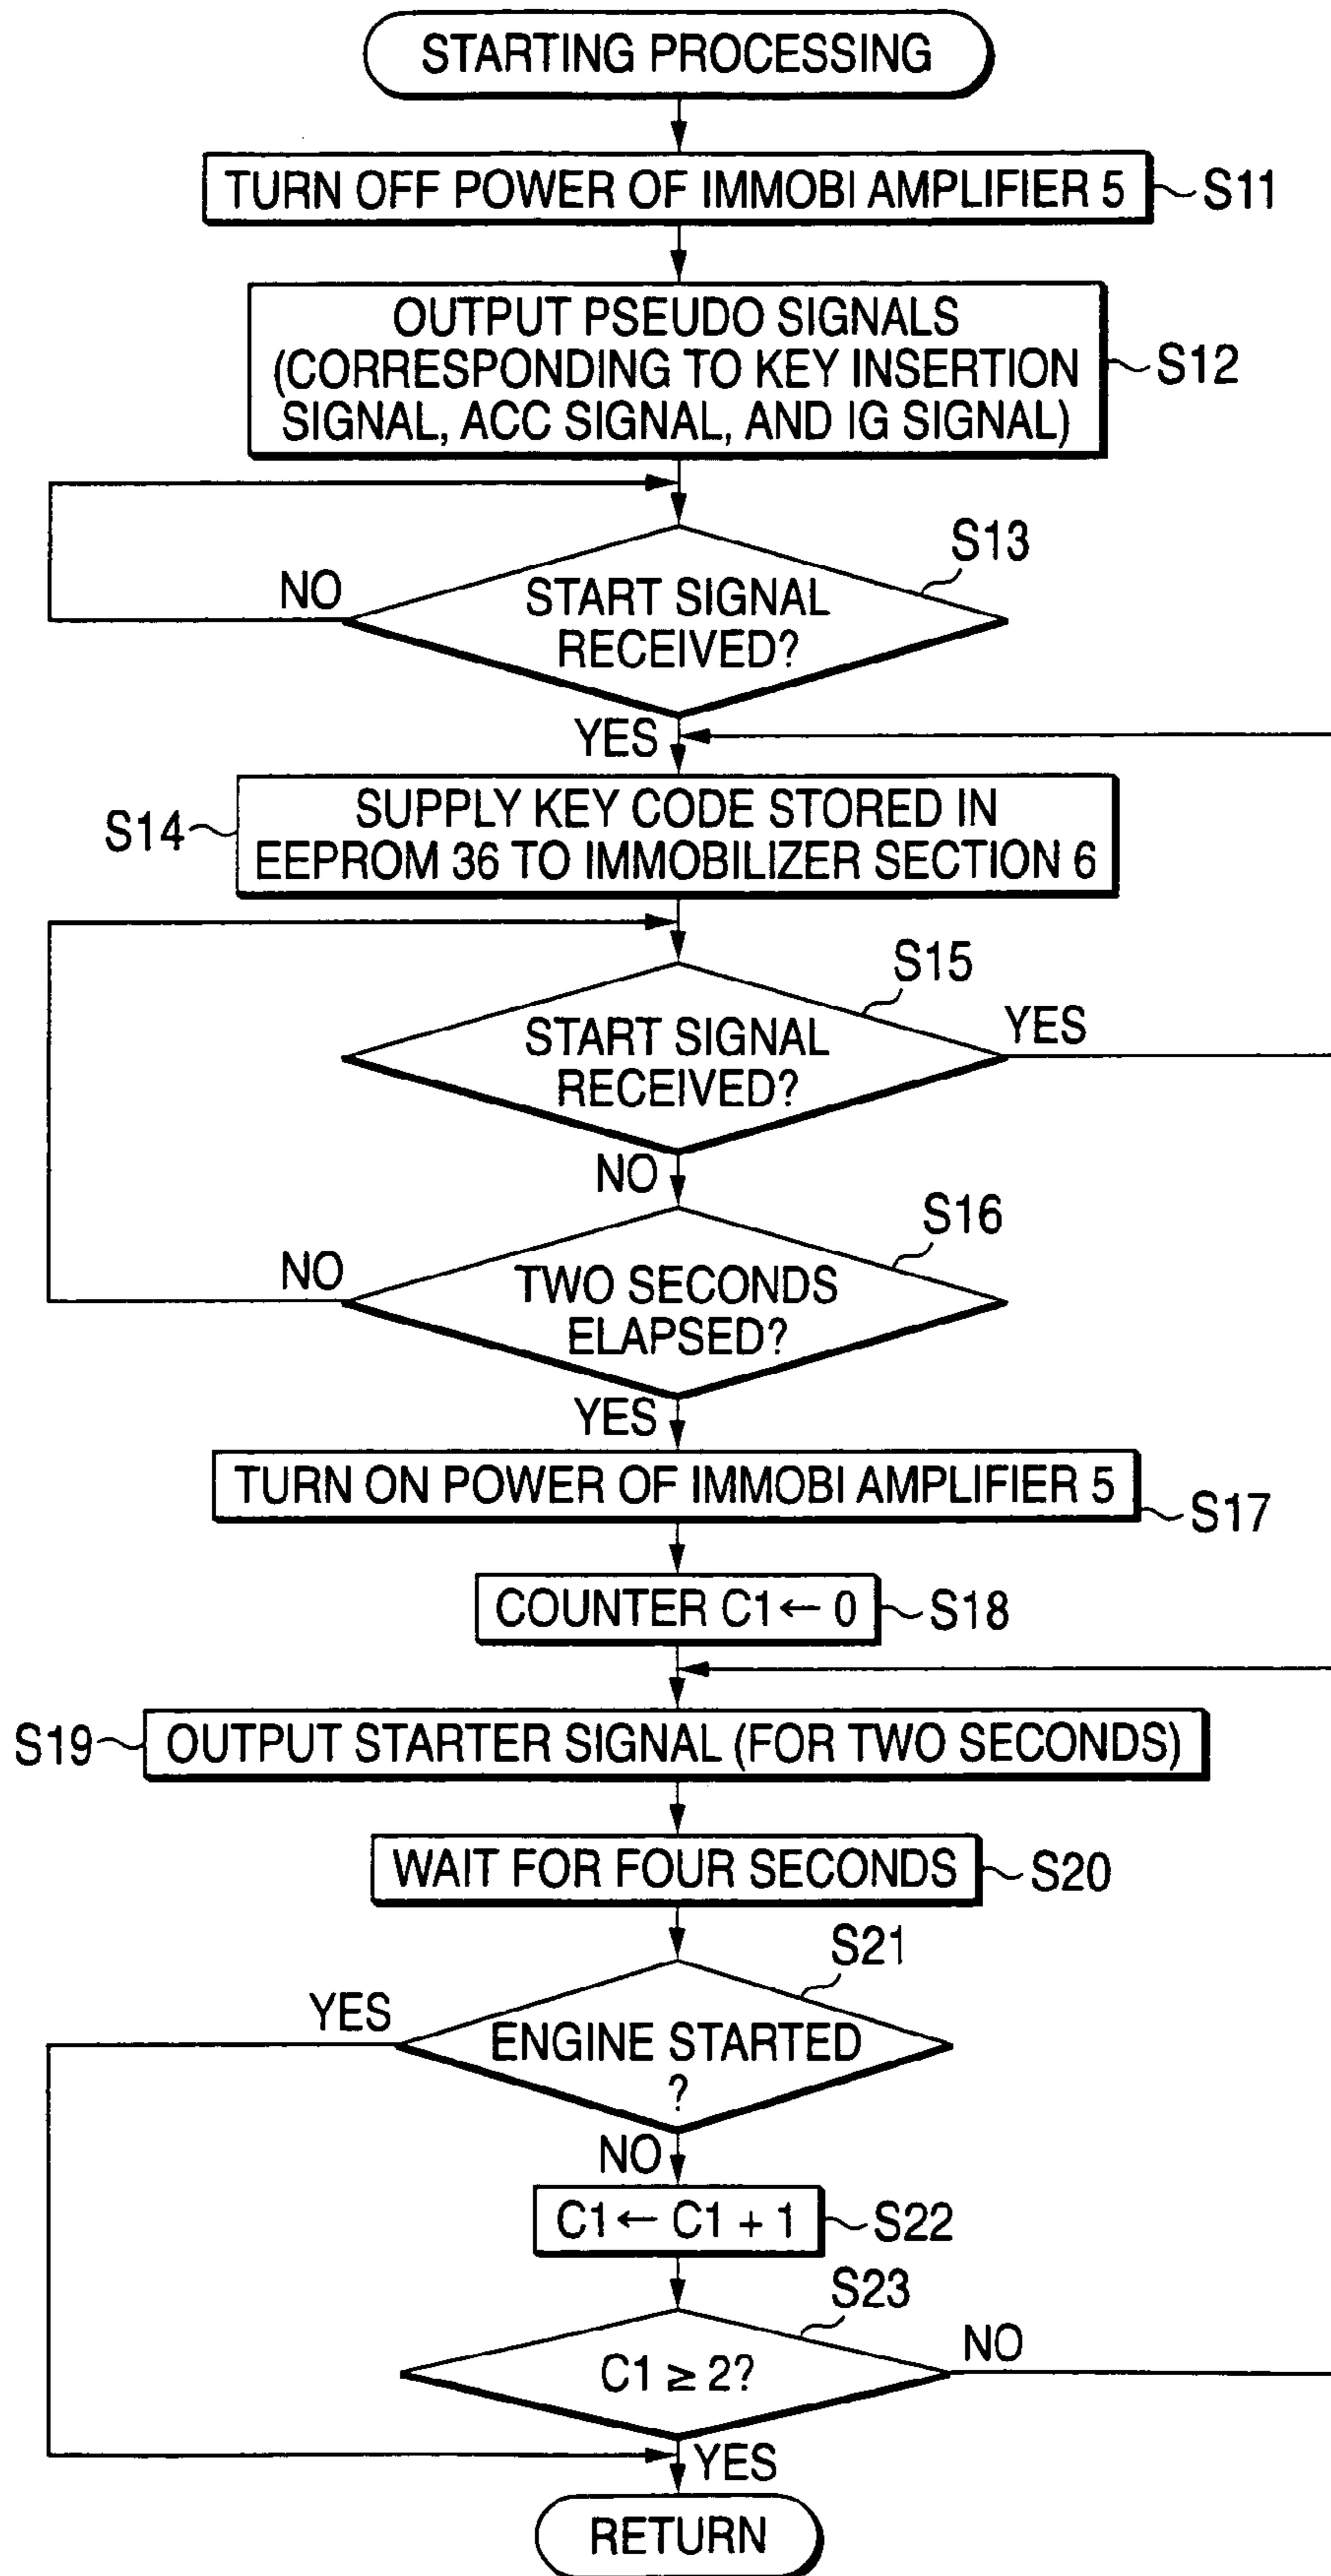 STARTING PROCESSING
TURN OFF POWER OF IMMOBI AMPLIFIER 5
S11
OUTPUT PSEUDO SIGNALS
(CORRESPONDING TO KEY INSERTION
SIGNAL, ACC SIGNAL, AND IG SIGNAL)
S12
S13
NO
START SIGNAL
RECEIVED?
YES
S14
SUPPLY KEY CODE STORED IN
EEPROM 36 TO IMMOBILIZER SECTION 6
S15
YES
START SIGNAL
RECEIVED?
NO
S16
NO
TWO SECONDS
ELAPSED?
YES
TURN ON POWER OF IMMOBI AMPLIFIER 5
S17
COUNTER C1 ← 0
S18
S19
OUTPUT STARTER SIGNAL (FOR TWO SECONDS)
WAIT FOR FOUR SECONDS
S20
S21
YES
ENGINE STARTED
?
NO
C1 ← C1 + 1
S22
S23
NO
C1 ≥ 2?
YES
RETURN